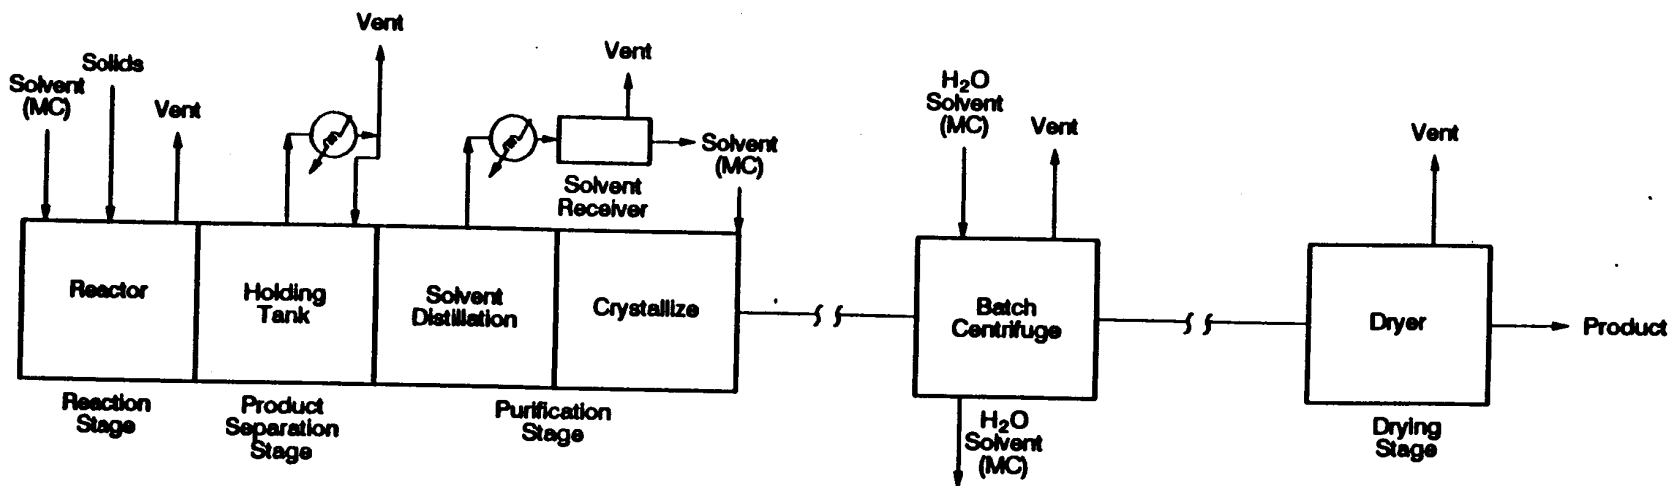 Vent
Solids
Solvent
(MC)
Vent
Vent
Solvent
(MC)
Solvent
Receiver
H₂O
Solvent
(MC)
Vent
Vent
Reactor
Holding
Tank
Solvent
Distillation
Crystallize
Batch
Centrifuge
Dryer
Product
Reaction
Stage
Product
Separation
Stage
Purification
Stage
H₂O
Solvent
(MC)
Drying
Stage